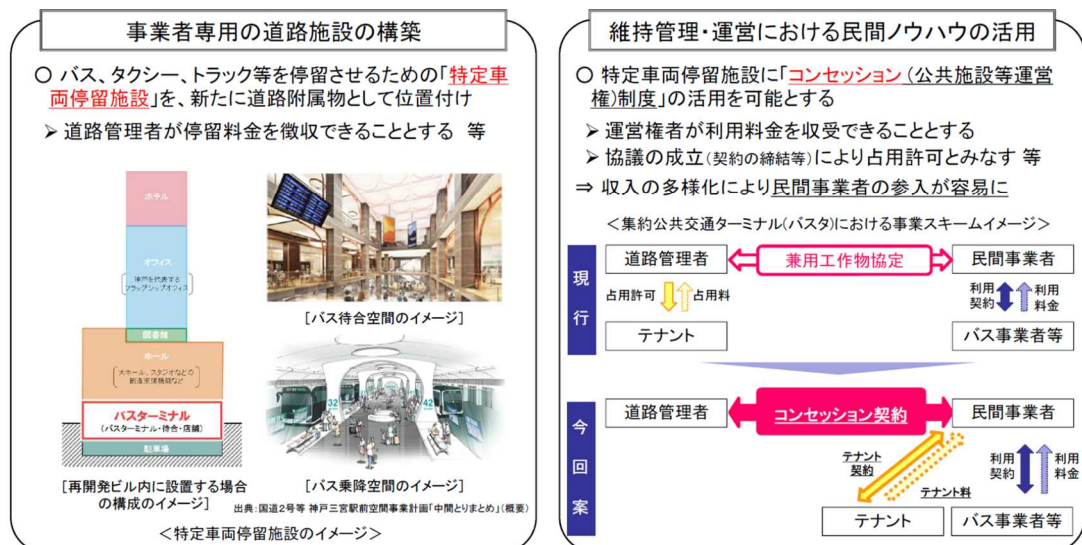 事業者専用の道路施設の構築
○ バス、タクシー、トラック等を停留させるための「特定車
両停留施設」を、新たに道路附属物として位置付け
➢ 道路管理者が停留料金を徴収できることとする 等
ホテル
オフィス
神戸を代表する
フラッグシップオフィス
図書館
ホール
大ホール、スタジオなどの
創造支援機能など
バスターミナル
(バスターミナル・待合・店舗)
駐車場
[再開発ビル内に設置する場合
の構成のイメージ]
[バス待合空間のイメージ]
32
42
[バス乗降空間のイメージ]
出典:国道2号等 神戸三宮駅前空間事業計画「中間とりまとめ」(概要)
<特定車両停留施設のイメージ>
維持管理・運営における民間ノウハウの活用
○ 特定車両停留施設に「コンセッション(公共施設等運営
権)制度」の活用を可能とする
➢ 運営権者が利用料金を収受できることとする
➢ 協議の成立(契約の締結等)により占用許可とみなす 等
⇒ 収入の多様化により民間事業者の参入が容易に
<集約公共交通ターミナル(バスタ)における事業スキームイメージ>
現行
道路管理者
兼用工作物協定
民間事業者
占用許可
占用料
利用
契約
利用
料金
テナント
バス事業者等
今回案
道路管理者
コンセッション契約
民間事業者
テナント
契約
テナント料
利用
契約
利用
料金
テナント
バス事業者等